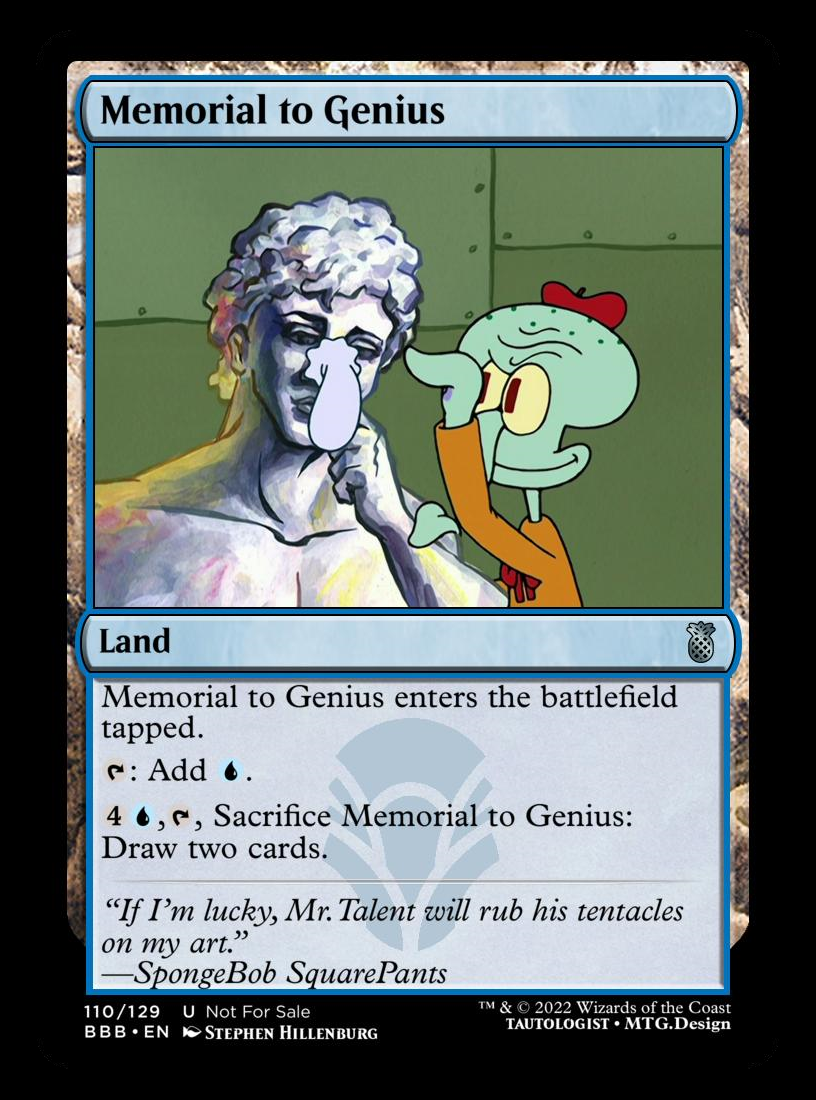 Memorial to Genius
Land
Memorial to Genius enters the battlefield
tapped.
: Add .
4 , , Sacrifice Memorial to Genius:
Draw two cards.
“If I’m lucky, Mr. Talent will rub his tentacles
on my art.”
—SpongeBob SquarePants
110/129 U Not For Sale
BBB • EN STEPHEN HILLENBURG
™ & © 2022 Wizards of the Coast
TAUTOLOGIST • MTG.Design